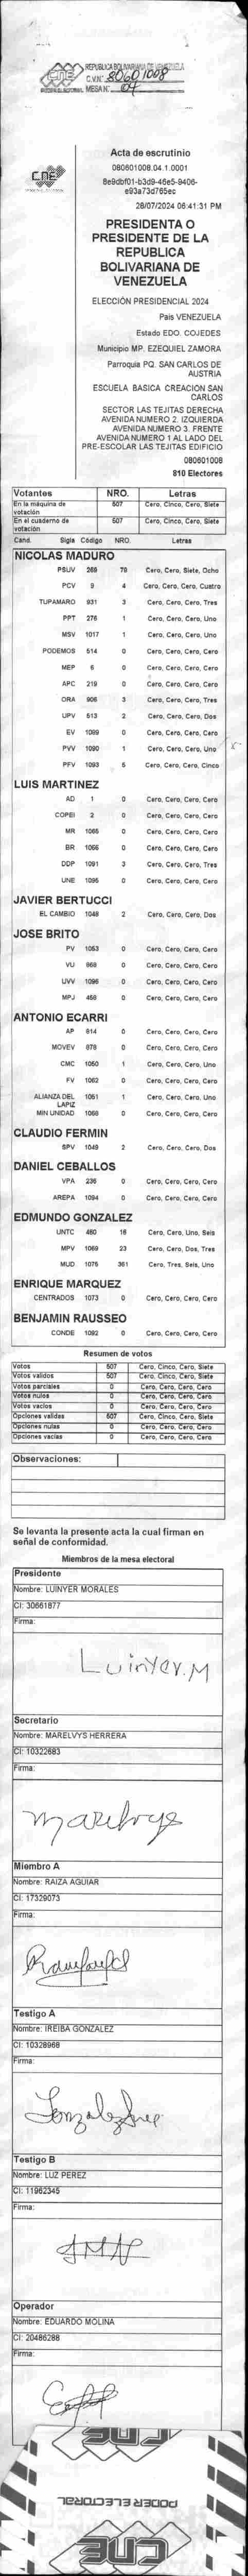 REPUBLICA BOLIVARIANA DE VENEZUELA
CNE
C.V.N° 80601008
PODER ELECTORAL MESA N° 04
CNE
Acta de escrutinio
080601008.04.1.0001
8e9dbf01-b3d9-46e5-9406-
e93a73d765ec
28/07/2024 06:41:31 PM
PRESIDENTA O
PRESIDENTE DE LA
REPUBLICA
BOLIVARIANA DE
VENEZUELA
ELECCIÓN PRESIDENCIAL 2024
Pais VENEZUELA
Estado EDO. COJEDES
Municipio MP. EZEQUIEL ZAMORA
Parroquia PQ. SAN CARLOS DE
AUSTRIA
ESCUELA BASICA CREACION SAN
CARLOS
SECTOR LAS TEJITAS DERECHA
AVENIDA NUMERO 2. IZQUIERDA
AVENIDA NUMERO 3. FRENTE
AVENIDA NUMERO 1 AL LADO DEL
PRE-ESCOLAR LAS TEJITAS EDIFICIO
080601008
810 Electores
Votantes NRO. Letras
En la máquina de votación 507 Cero, Cinco, Cero, Siete
En el cuaderno de votación 507 Cero, Cinco, Cero, Siete
Cand. Sigla Código NRO. Letras
NICOLAS MADURO
PSUV 269 78 Cero, Cero, Siete, Ocho
PCV 9 4 Cero, Cero, Cero, Cuatro
TUPAMARO 931 3 Cero, Cero, Cero, Tres
PPT 276 1 Cero, Cero, Cero, Uno
MSV 1017 1 Cero, Cero, Cero, Uno
PODEMOS 514 0 Cero, Cero, Cero, Cero
MEP 6 0 Cero, Cero, Cero, Cero
APC 219 0 Cero, Cero, Cero, Cero
ORA 906 3 Cero, Cero, Cero, Tres
UPV 513 2 Cero, Cero, Cero, Dos
EV 1089 0 Cero, Cero, Cero, Cero
PVV 1090 1 Cero, Cero, Cero, Uno
PFV 1093 5 Cero, Cero, Cero, Cinco
LUIS MARTINEZ
AD 1 0 Cero, Cero, Cero, Cero
COPEI 2 0 Cero, Cero, Cero, Cero
MR 1065 0 Cero, Cero, Cero, Cero
BR 1066 0 Cero, Cero, Cero, Cero
DDP 1091 3 Cero, Cero, Cero, Tres
UNE 1095 0 Cero, Cero, Cero, Cero
JAVIER BERTUCCI
EL CAMBIO 1048 2 Cero, Cero, Cero, Dos
JOSE BRITO
PV 1053 0 Cero, Cero, Cero, Cero
VU 868 0 Cero, Cero, Cero, Cero
UVV 1096 0 Cero, Cero, Cero, Cero
MPJ 458 0 Cero, Cero, Cero, Cero
ANTONIO ECARRI
AP 914 0 Cero, Cero, Cero, Cero
MOVEV 878 0 Cero, Cero, Cero, Cero
CMC 1050 1 Cero, Cero, Cero, Uno
FV 1062 0 Cero, Cero, Cero, Cero
ALIANZA DEL LAPIZ 1051 1 Cero, Cero, Cero, Uno
MIN UNIDAD 1068 0 Cero, Cero, Cero, Cero
CLAUDIO FERMIN
SPV 1049 2 Cero, Cero, Cero, Dos
DANIEL CEBALLOS
VPA 236 0 Cero, Cero, Cero, Cero
AREPA 1094 0 Cero, Cero, Cero, Cero
EDMUNDO GONZALEZ
UNTC 460 16 Cero, Cero, Uno, Seis
MPV 1069 23 Cero, Cero, Dos, Tres
MUD 1075 361 Cero, Tres, Seis, Uno
ENRIQUE MARQUEZ
CENTRADOS 1073 0 Cero, Cero, Cero, Cero
BENJAMIN RAUSSEO
CONDE 1092 0 Cero, Cero, Cero, Cero
Resumen de votos
Votos 507 Cero, Cinco, Cero, Siete
Votos validos 507 Cero, Cinco, Cero, Siete
Votos parciales 0 Cero, Cero, Cero, Cero
Votos nulos 0 Cero, Cero, Cero, Cero
Votos vacios 0 Cero, Cero, Cero, Cero
Opciones validas 507 Cero, Cinco, Cero, Siete
Opciones nulas 0 Cero, Cero, Cero, Cero
Opciones vacias 0 Cero, Cero, Cero, Cero
Observaciones:
Se levanta la presente acta la cual firman en
señal de conformidad.
Miembros de la mesa electoral
Presidente
Nombre: LUINYER MORALES
CI: 30661877
Firma:
Luinyer.M
Secretario
Nombre: MARELVYS HERRERA
CI: 10322683
Firma:
Miembro A
Nombre: RAIZA AGUIAR
CI: 17329073
Firma:
Testigo A
Nombre: IREIBA GONZALEZ
CI: 10328968
Firma:
Testigo B
Nombre: LUZ PEREZ
CI: 11962345
Firma:
Operador
Nombre: EDUARDO MOLINA
CI: 20486288
Firma:
CNE
PODER ELECTORAL
CNE